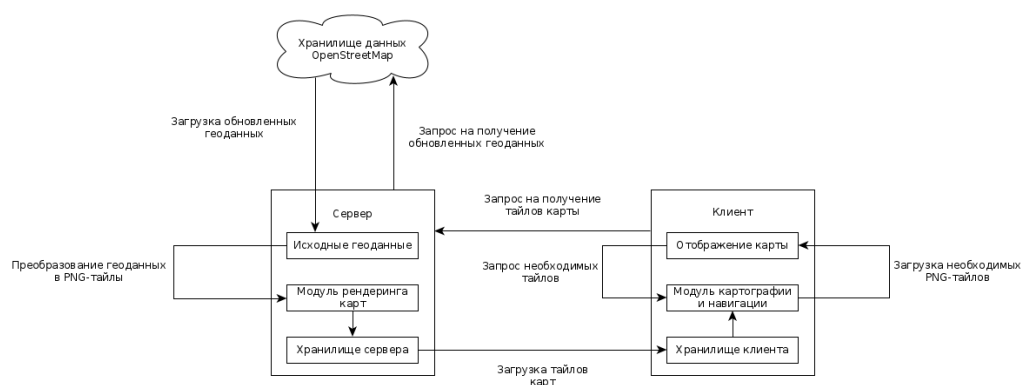 Хранилище данных
OpenStreetMap
Загрузка обновленных
геоданных
Запрос на получение
обновленных геоданных
Сервер
Исходные геоданные
Преобразование геоданных
в PNG-тайлы
Модуль рендеринга
карт
Хранилище сервера
Запрос на получение
тайлов карты
Клиент
Отображение карты
Запрос необходимых
тайлов
Модуль картографии
и навигации
Загрузка необходимых
PNG-тайлов
Хранилище клиента
Загрузка тайлов
карт